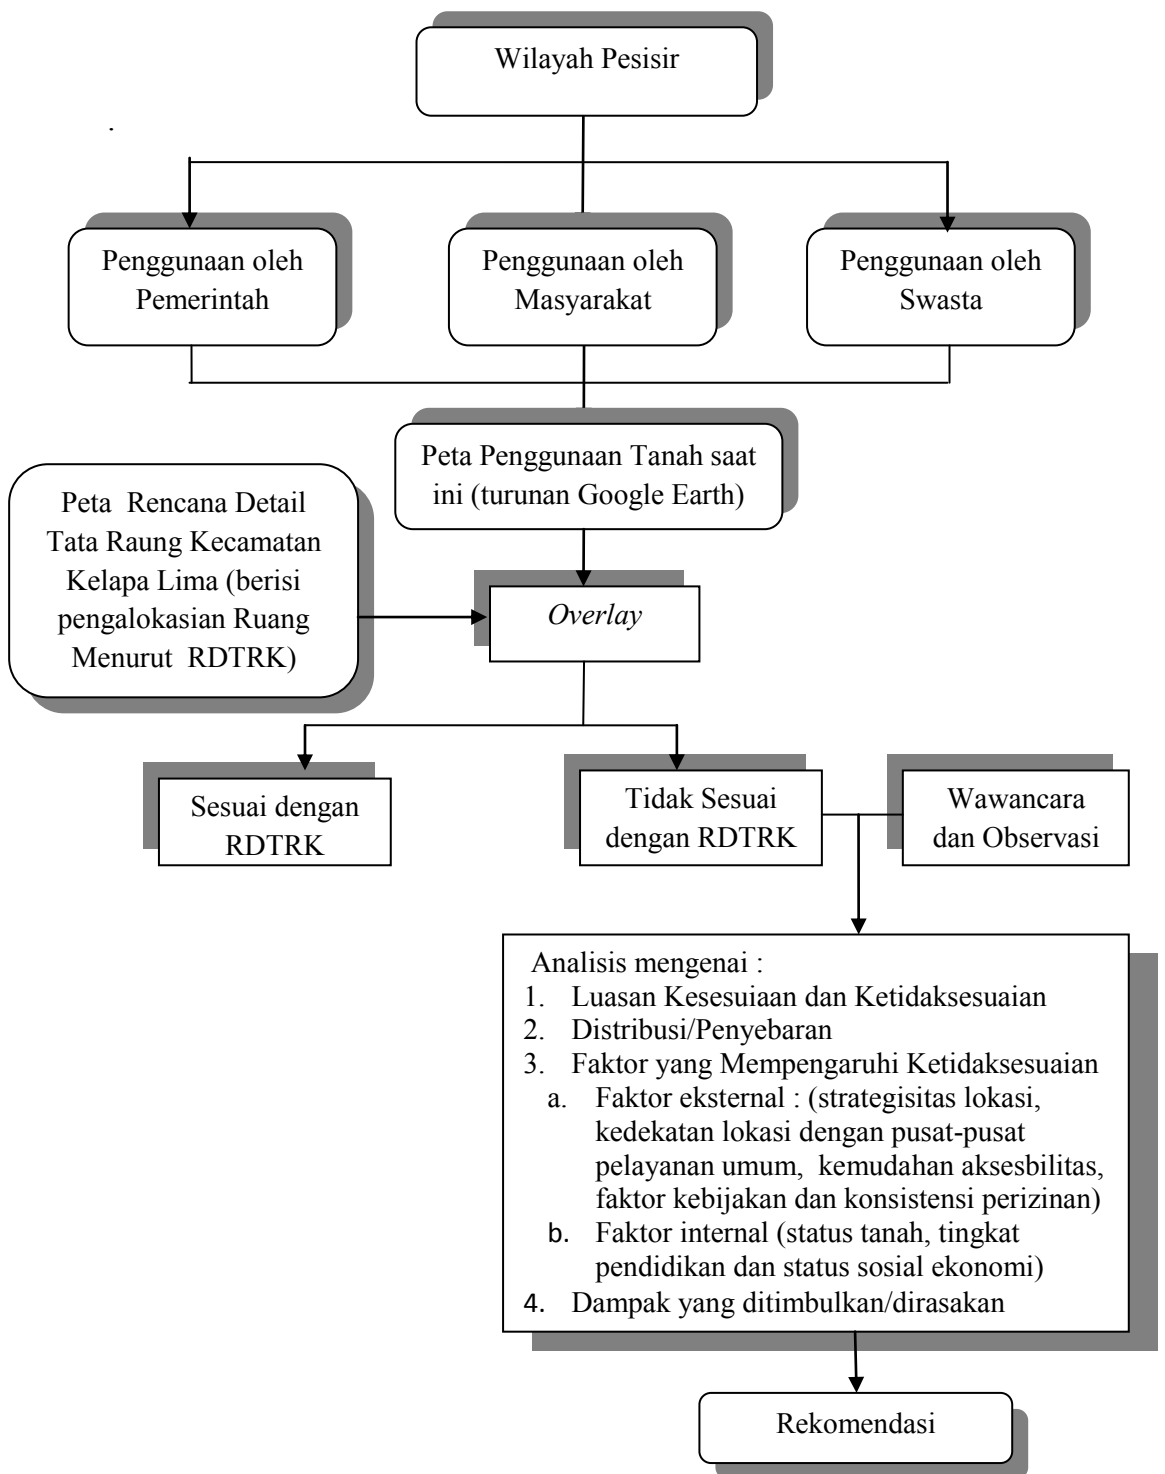 Wilayah Pesisir
.
Penggunaan oleh
Pemerintah
Penggunaan oleh
Masyarakat
Penggunaan oleh
Swasta
Peta Penggunaan Tanah saat
ini (turunan Google Earth)
Peta Rencana Detail
Tata Raung Kecamatan
Kelapa Lima (berisi
pengalokasian Ruang
Menurut RDTRK)
Overlay
Sesuai dengan
RDTRK
Tidak Sesuai
dengan RDTRK
Wawancara
dan Observasi
Analisis mengenai :
1. Luasan Kesesuiaan dan Ketidaksesuaian
2. Distribusi/Penyebaran
3. Faktor yang Mempengaruhi Ketidaksesuaian
a. Faktor eksternal : (strategisitas lokasi,
kedekatan lokasi dengan pusat-pusat
pelayanan umum, kemudahan aksesbilitas,
faktor kebijakan dan konsistensi perizinan)
b. Faktor internal (status tanah, tingkat
pendidikan dan status sosial ekonomi)
4. Dampak yang ditimbulkan/dirasakan
Rekomendasi